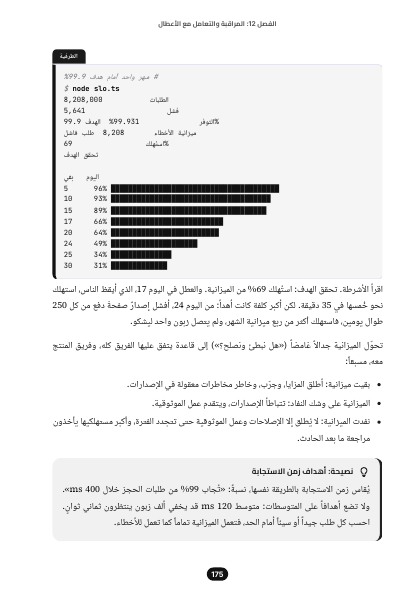 الفصل 12: المراقبة والتعامل مع الأعطال
الطرفية
# شهر واحد أمام هدف 99.9%
$ node slo.ts
8,208,000 الطلبات
5,641 فشل
99.9 الهدف 99.931% التوفر%
ميزانية الأخطاء 8,208 طلب فاشل
69 استُهلك%
تحقق الهدف
اليوم بقي
5 96%
10 93%
15 89%
17 66%
20 64%
24 49%
25 34%
30 31%
اقرأ الأشرطة. تحقق الهدف: استُهلك 69% من الميزانية. والعطل في اليوم 17، الذي أيقظ الناس، استهلك
نحو خُمسها في 35 دقيقة. لكن أكبر كلفة كانت أهدأ: من اليوم 24، أفشل إصدارٌ صفحةَ دفع من كل 250
طوال يومين، فاستهلك أكثر من ربع ميزانية الشهر، ولم يتصل زبون واحد ليشكو.
تحوّل الميزانية جدالاً غامضاً («هل نبطئ ونصلح؟») إلى قاعدة يتفق عليها الفريق كله، وفريق المنتج
معه، مسبقاً:
• بقيت ميزانية: أطلق المزايا، وجرّب، وخاطر مخاطرات معقولة في الإصدارات.
• الميزانية على وشك النفاد: تتباطأ الإصدارات، ويتقدم عمل الموثوقية.
• نفدت الميزانية: لا يُطلق إلا الإصلاحات وعمل الموثوقية حتى تتجدد الفترة، وأكبر مستهلكيها يأخذون
مراجعة ما بعد الحادث.
نصيحة: أهداف زمن الاستجابة
يُقاس زمن الاستجابة بالطريقة نفسها، نسبةً: «تُجاب 99% من طلبات الحجز خلال 400 ms».
ولا تضع أهدافاً على المتوسطات: متوسط 120 ms قد يخفي ألف زبون ينتظرون ثماني ثوانٍ.
احسب كل طلب جيداً أو سيئاً أمام الحد، فتعمل الميزانية تماماً كما تعمل للأخطاء.
175